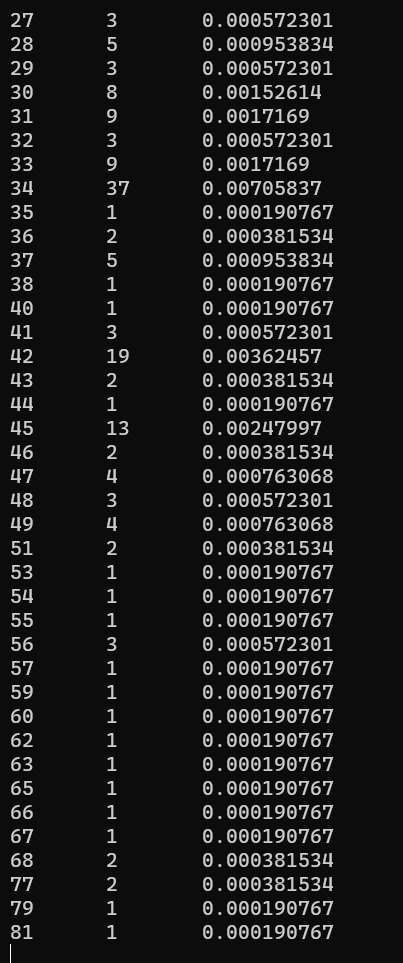 27 3 0.000572301
28 5 0.000953834
29 3 0.000572301
30 8 0.00152614
31 9 0.0017169
32 3 0.000572301
33 9 0.0017169
34 37 0.00705837
35 1 0.000190767
36 2 0.000381534
37 5 0.000953834
38 1 0.000190767
40 1 0.000190767
41 3 0.000572301
42 19 0.00362457
43 2 0.000381534
44 1 0.000190767
45 13 0.00247997
46 2 0.000381534
47 4 0.000763068
48 3 0.000572301
49 4 0.000763068
51 2 0.000381534
53 1 0.000190767
54 1 0.000190767
55 1 0.000190767
56 3 0.000572301
57 1 0.000190767
59 1 0.000190767
60 1 0.000190767
62 1 0.000190767
63 1 0.000190767
65 1 0.000190767
66 1 0.000190767
67 1 0.000190767
68 2 0.000381534
77 2 0.000381534
79 1 0.000190767
81 1 0.000190767